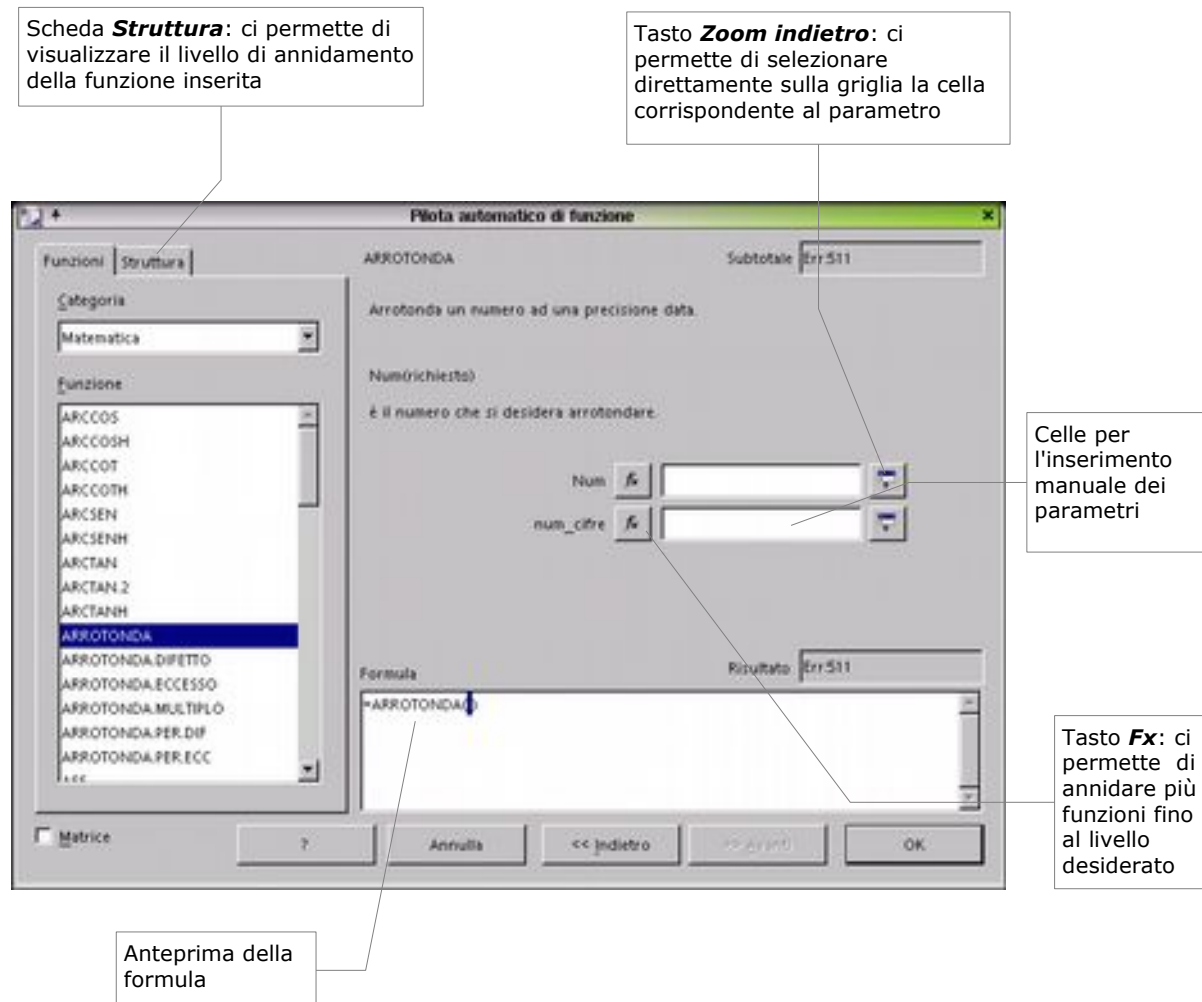 Scheda Struttura: ci permette di
visualizzare il livello di annidamento
della funzione inserita
Tasto Zoom indietro: ci
permette di selezionare
direttamente sulla griglia la cella
corrispondente al parametro
Pilota automatico di funzione
Funzioni
Struttura
ARROTONDA
Subtotale
Err:511
Categoria
Matematica
Arrotonda un numero ad una precisione data.
Funzione
Num(richiesto)
è il numero che si desidera arrotondare.
ARCCOS
ARCCOSH
ARCCOT
ARCCOTH
ARCSEN
ARCSENH
ARCTAN
ARCTAN.2
ARCTANH
ARROTONDA
ARROTONDA.DIFETTO
ARROTONDA.ECCESSO
ARROTONDA.MULTIPLO
ARROTONDA.PER.DIF
ARROTONDA.PER.ECC
Num
fx
num_cifre
fx
Celle per
l'inserimento
manuale dei
parametri
Formula
Risultato
Err:511
=ARROTONDA()
Tasto Fx: ci
permette di
annidare più
funzioni fino
al livello
desiderato
Matrice
?
Annulla
<< Indietro
>> Avanti
OK
Anteprima della
formula